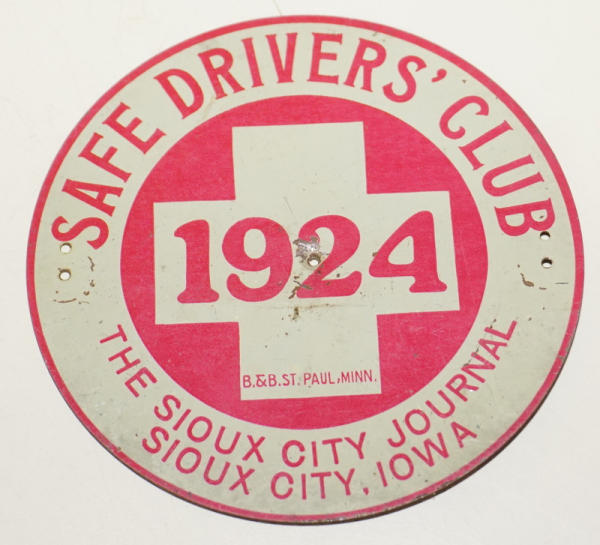 SAFE DRIVERS' CLUB
1924
B.&B.ST. PAUL, MINN.
THE SIOUX CITY JOURNAL
SIOUX CITY, IOWA